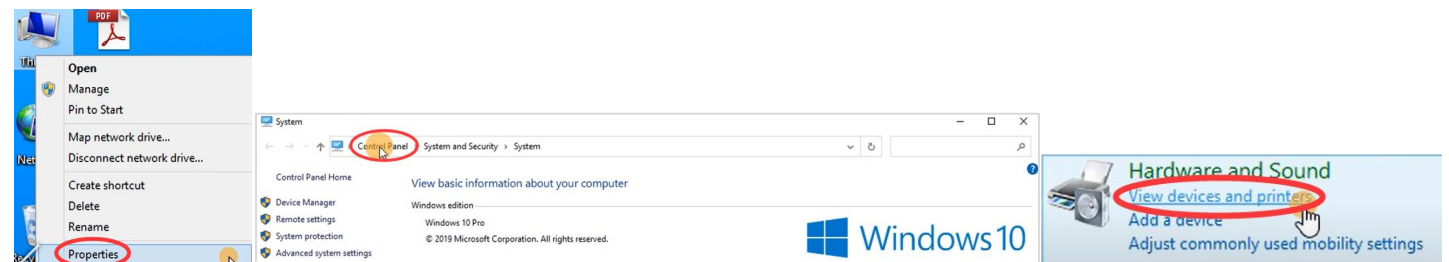 PDF
Open
Manage
Pin to Start
Map network drive...
Disconnect network drive...
Create shortcut
Delete
Rename
Properties
System
Control Panel › System and Security › System
Control Panel Home
Device Manager
Remote settings
System protection
Advanced system settings
View basic information about your computer
Windows edition
Windows 10 Pro
© 2019 Microsoft Corporation. All rights reserved.
Windows 10
Hardware and Sound
View devices and printers
Add a device
Adjust commonly used mobility settings